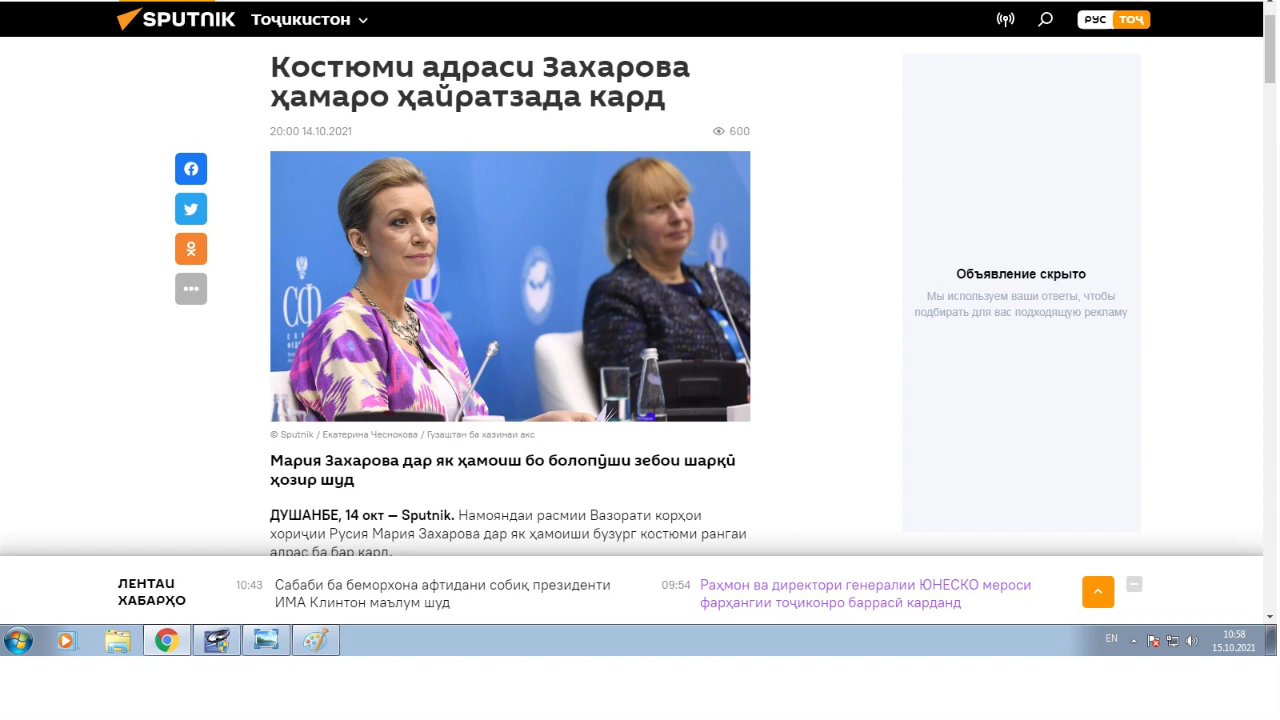 SPUTNIK Тоҷикистон РУС ТОҶ
Костюми адраси Захарова
ҳамаро ҳайратзада кард
20:00 14.10.2021 600
СФ
© Sputnik / Екатерина Чеснокова / Гузаштан ба хазинаи акс
Мария Захарова дар як ҳамоиш бо болопӯши зебои шарқӣ
ҳозир шуд
ДУШАНБЕ, 14 окт — Sputnik. Намояндаи расмии Вазорати корҳои
хориҷии Русия Мария Захарова дар як ҳамоиши бузург костюми рангаи
адрас ба бар кард.
Объявление скрыто
Мы используем ваши ответы, чтобы
подбирать для вас подходящую рекламу
ЛЕНТАИ
ХАБАРҲО
10:43 Сабаби ба беморхона афтидани собиқ президенти
ИМА Клинтон маълум шуд
09:54 Раҳмон ва директори генералии ЮНЕСКО мероси
фарҳангии тоҷиконро баррасӣ карданд
EN 10:58
15.10.2021